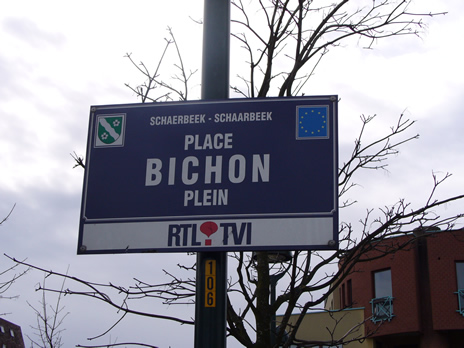 SCHAERBEEK - SCHAARBEEK
PLACE
BICHON
PLEIN
RTL TVI
106